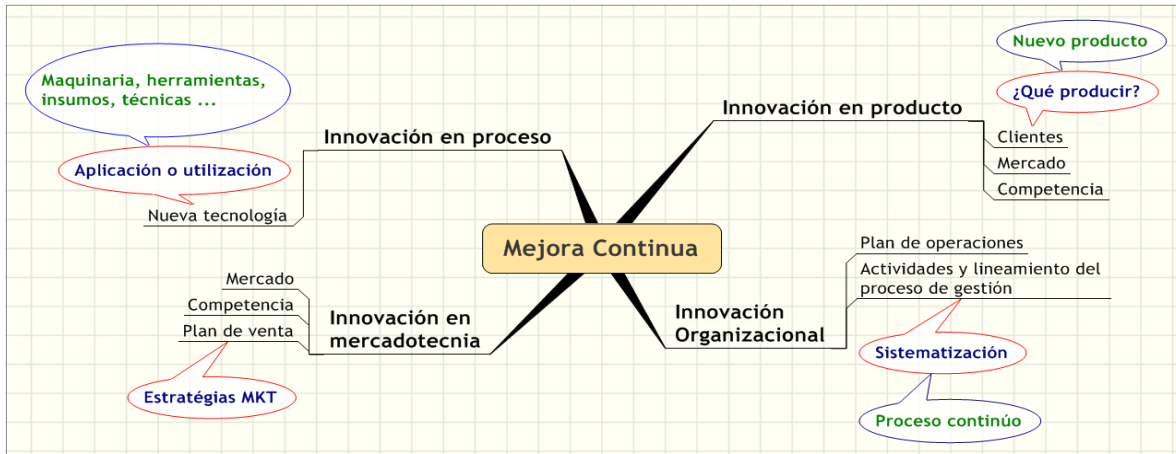 Mejora Continua
Innovación en producto
Nuevo producto
¿Qué producir?
Clientes
Mercado
Competencia
Innovación en proceso
Maquinaria, herramientas,
insumos, técnicas ...
Aplicación o utilización
Nueva tecnología
Innovación en
mercadotecnia
Mercado
Competencia
Plan de venta
Estratégias MKT
Innovación
Organizacional
Plan de operaciones
Actividades y lineamiento del
proceso de gestión
Sistematización
Proceso continúo